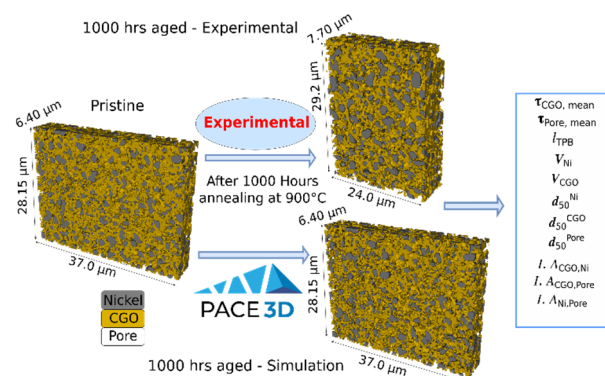 1000 hrs aged - Experimental
7.70 μm
29.2 μm
24.0 μm
Pristine
6.40 μm
28.15 μm
37.0 μm
Experimental
After 1000 Hours
annealing at 900°C
PACE 3D
6.40 μm
28.15 μm
37.0 μm
1000 hrs aged - Simulation
Nickel
CGO
Pore
τCGO, mean
τPore, mean
lTPB
VNi
VCGO
d50Ni
d50CGO
d50Pore
I. ACGO,Ni
I. ACGO,Pore
I. ANi,Pore